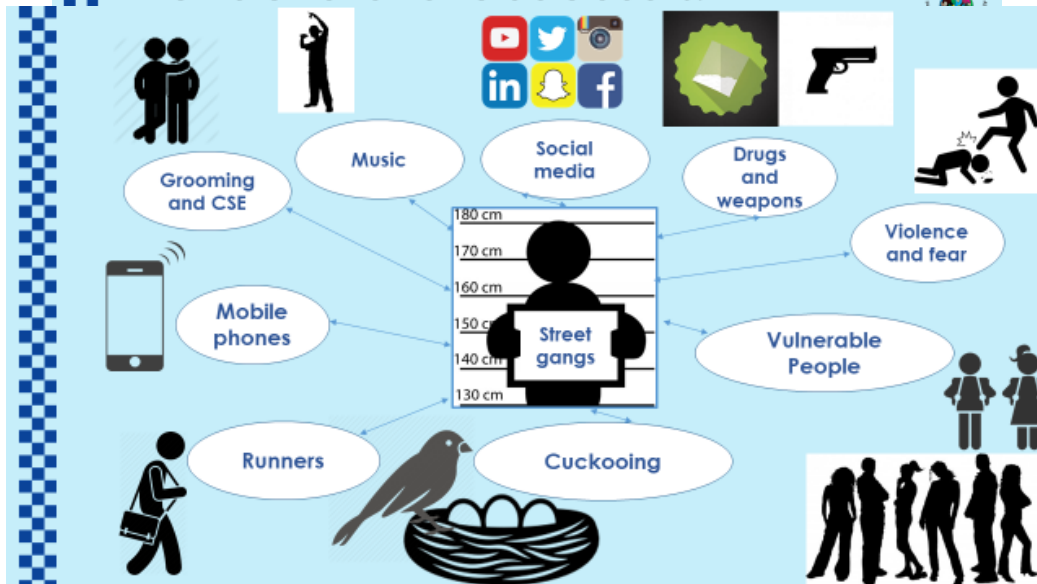 Music
Social
media
Drugs
and
weapons
Grooming
and CSE
Violence
and fear
180 cm
170 cm
160 cm
150 c
140 cm
130 cm
Street
gangs
Mobile
phones
Vulnerable
People
Runners
Cuckooing
in
f